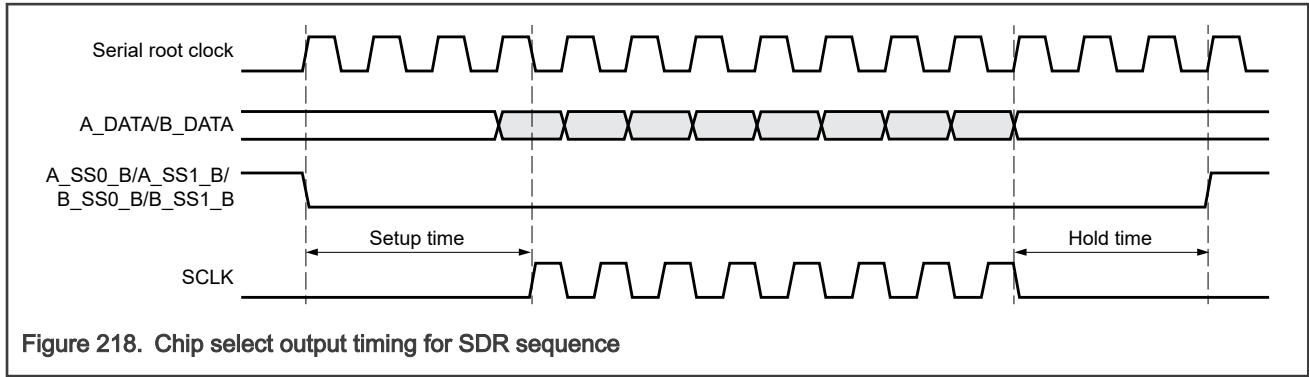 Serial root clock
A_DATA/B_DATA
A_SS0_B/A_SS1_B/
B_SS0_B/B_SS1_B
Setup time
Hold time
SCLK
Figure 218. Chip select output timing for SDR sequence